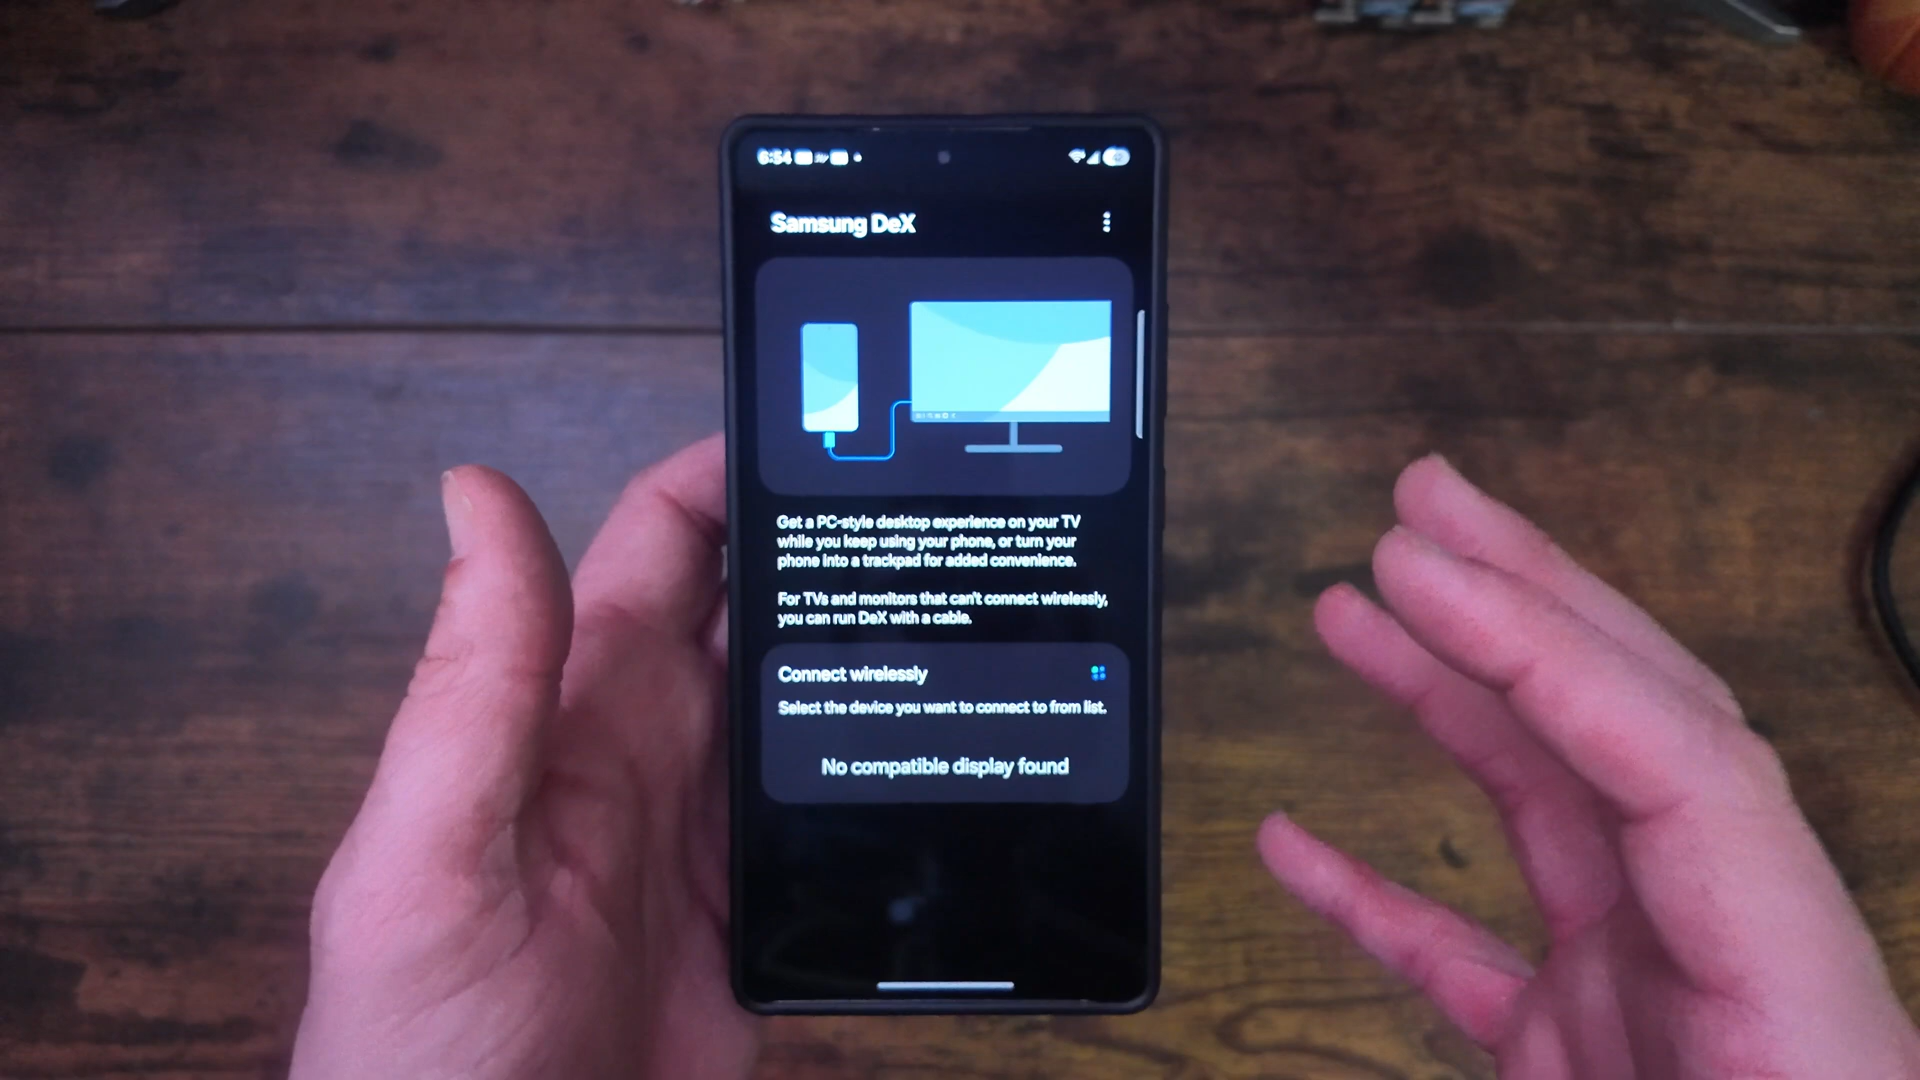 6:54
Samsung DeX
Get a PC-style desktop experience on your TV
while you keep using your phone, or turn your
phone into a trackpad for added convenience.
For TVs and monitors that can't connect wirelessly,
you can run DeX with a cable.
Connect wirelessly
Select the device you want to connect to from list.
No compatible display found